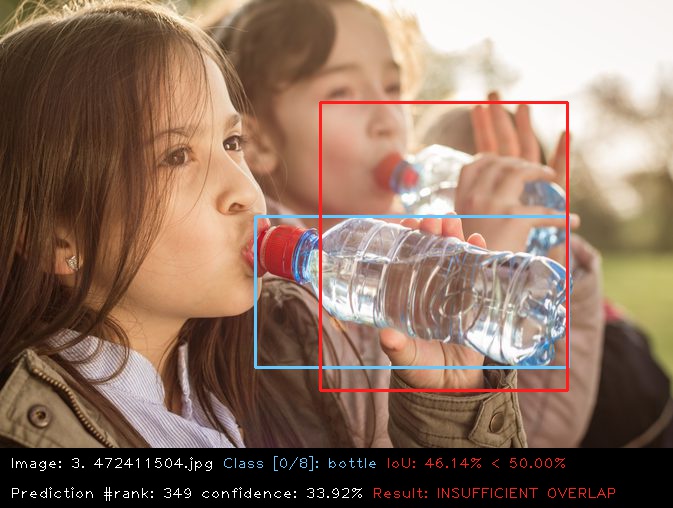 Image: 3. 472411504.jpg Class [0/8]: bottle IoU: 46.14% < 50.00%
Prediction #rank: 349 confidence: 33.92% Result: INSUFFICIENT OVERLAP